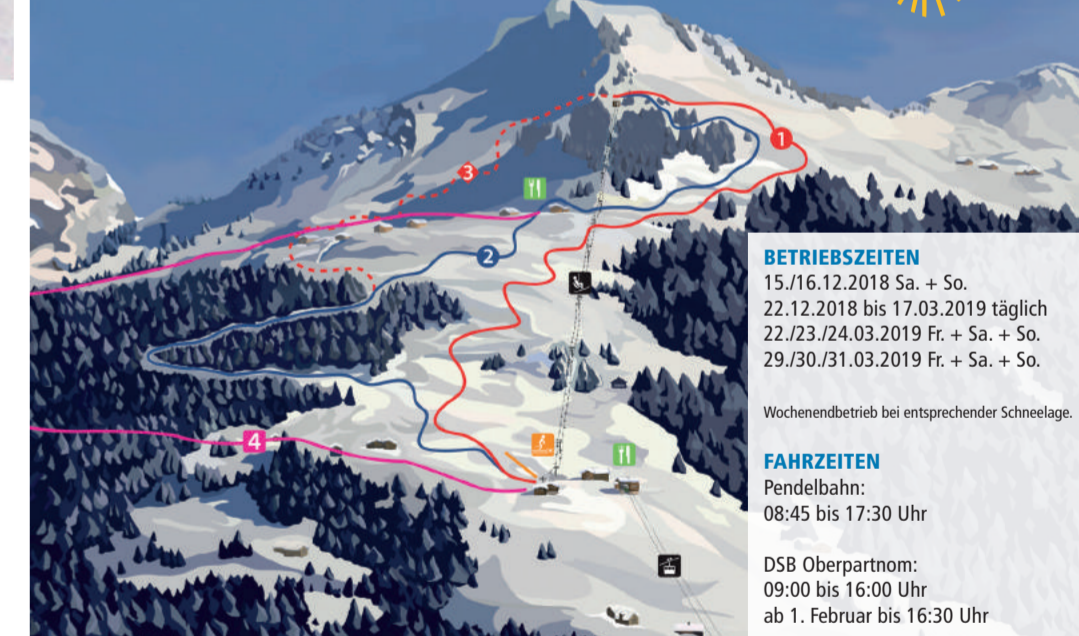 1
3
2
4
BETRIEBSZEITEN
15./16.12.2018 Sa. + So.
22.12.2018 bis 17.03.2019 täglich
22./23./24.03.2019 Fr. + Sa. + So.
29./30./31.03.2019 Fr. + Sa. + So.
Wochenendbetrieb bei entsprechender Schneelage.
FAHRZEITEN
Pendelbahn:
08:45 bis 17:30 Uhr
DSB Oberpartnom:
09:00 bis 16:00 Uhr
ab 1. Februar bis 16:30 Uhr